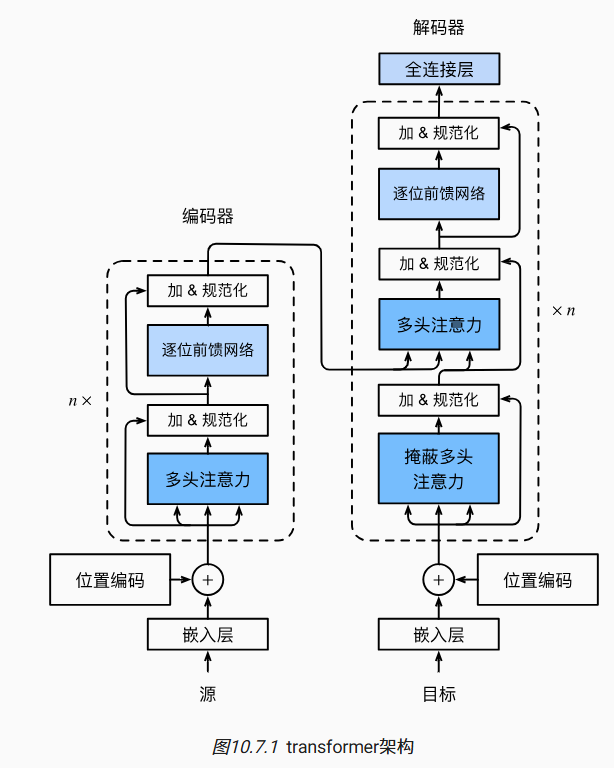 解码器
全连接层
加 & 规范化
逐位前馈网络
加 & 规范化
多头注意力
× n
加 & 规范化
掩蔽多头
注意力
位置编码
+
嵌入层
目标
编码器
加 & 规范化
逐位前馈网络
n ×
加 & 规范化
多头注意力
位置编码
+
嵌入层
源
图10.7.1 transformer架构